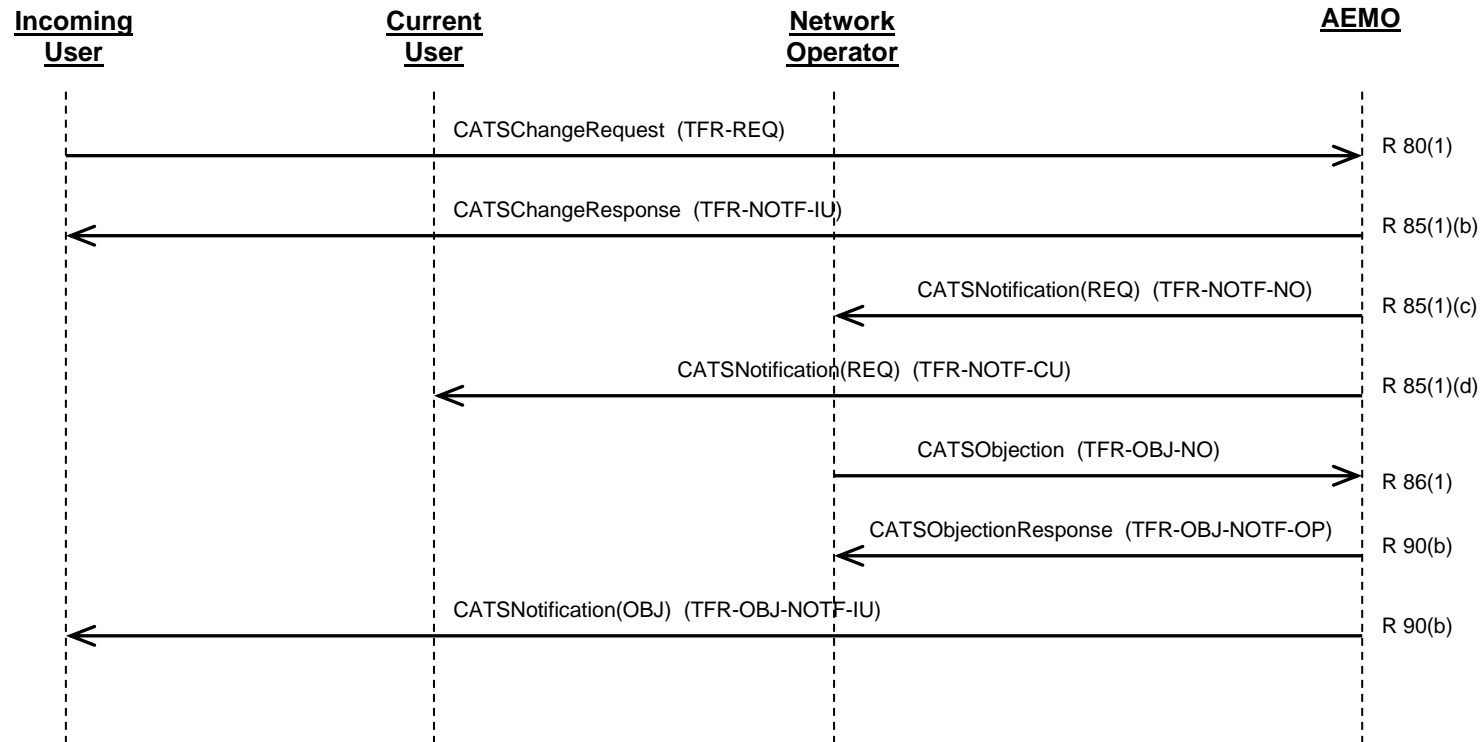 Incoming
User
Current
User
Network
Operator
AEMO
CATSChangeRequest (TFR-REQ)
R 80(1)
CATSChangeResponse (TFR-NOTF-IU)
R 85(1)(b)
CATSNotification(REQ) (TFR-NOTF-NO)
R 85(1)(c)
CATSNotification(REQ) (TFR-NOTF-CU)
R 85(1)(d)
CATSObjection (TFR-OBJ-NO)
R 86(1)
CATSObjectionResponse (TFR-OBJ-NOTF-OP)
R 90(b)
CATSNotification(OBJ) (TFR-OBJ-NOTF-IU)
R 90(b)